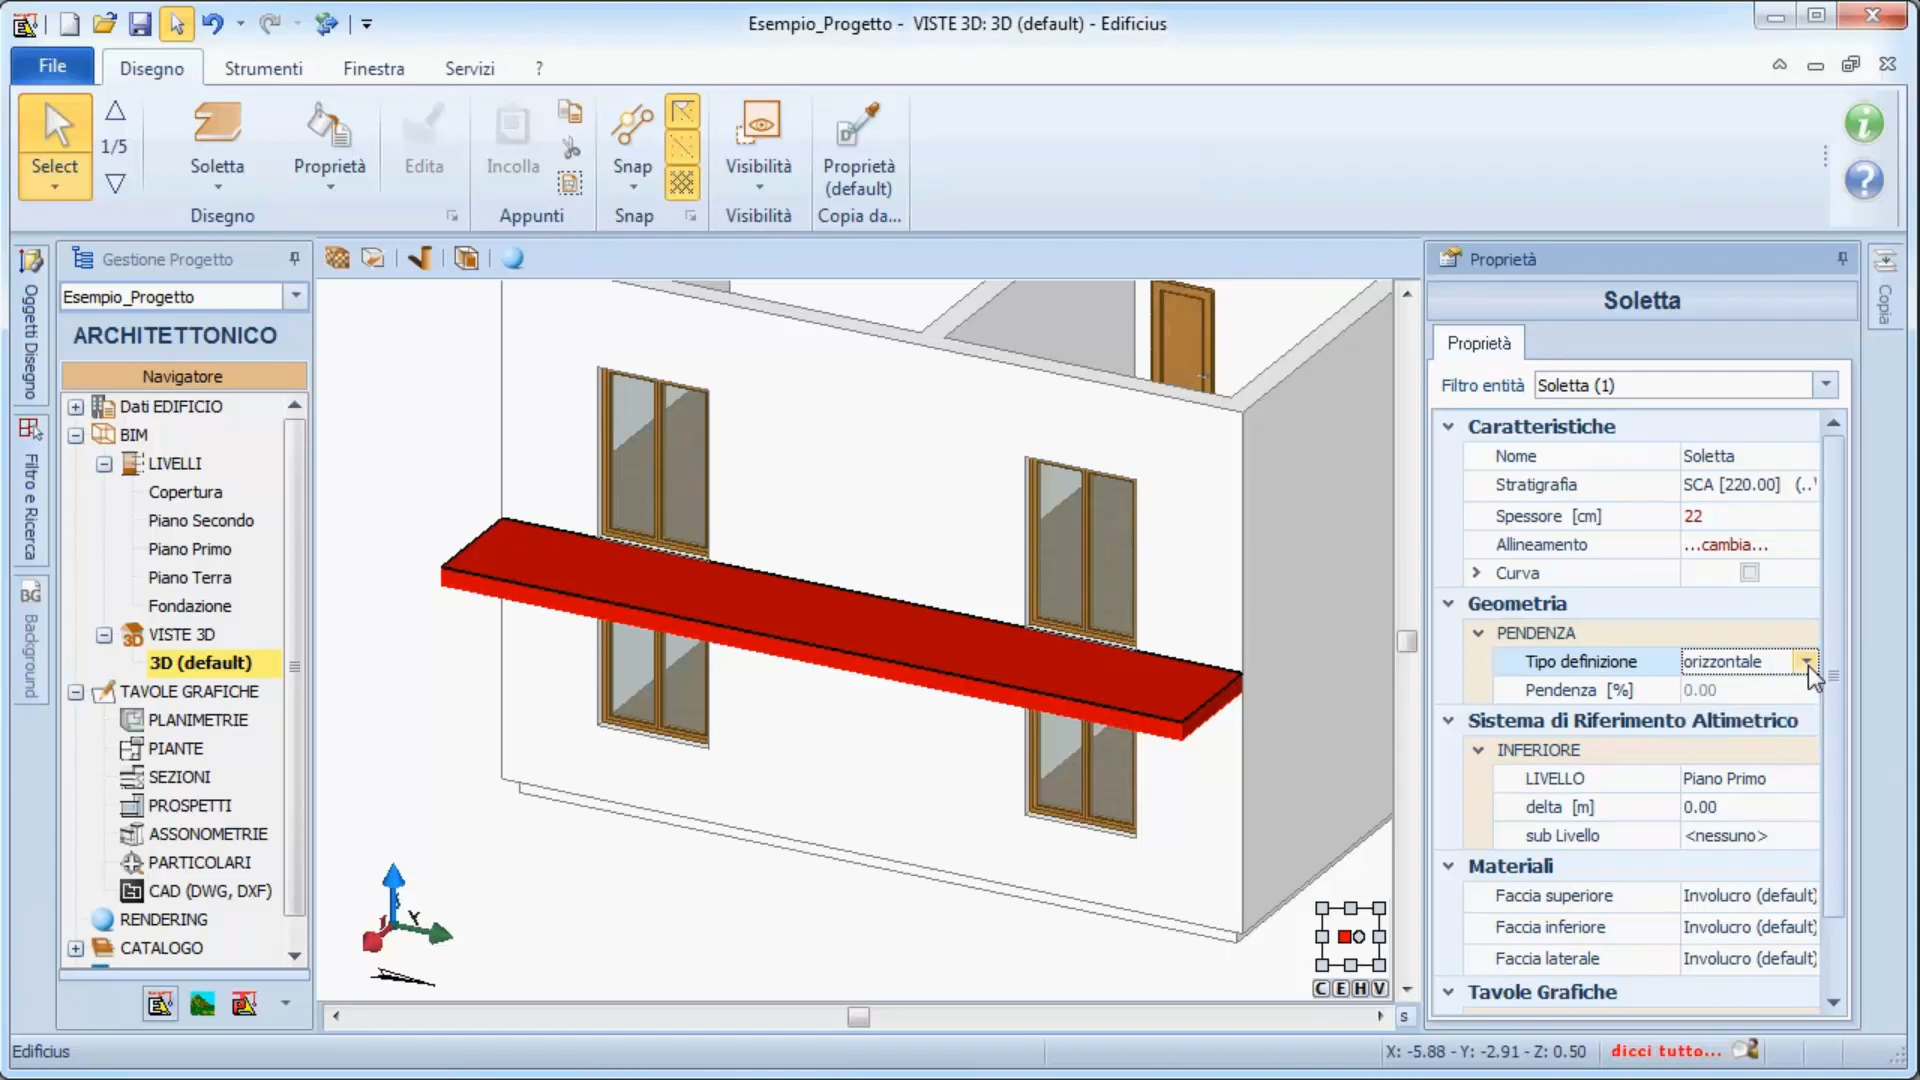 Esempio_Progetto - VISTE 3D: 3D (default) - Edificius
File
Disegno
Strumenti
Finestra
Servizi
?
Select
1/5
Soletta
Proprietà
Edita
Disegno
Incolla
Appunti
Snap
Snap
Visibilità
Visibilità
Proprietà
(default)
Copia da...
Oggetti Disegno
Filtro e Ricerca
BG
Background
Gestione Progetto
Esempio_Progetto
ARCHITETTONICO
Navigatore
Dati EDIFICIO
BIM
LIVELLI
Copertura
Piano Secondo
Piano Primo
Piano Terra
Fondazione
3D
VISTE 3D
3D (default)
TAVOLE GRAFICHE
PLANIMETRIE
PIANTE
SEZIONI
PROSPETTI
ASSONOMETRIE
PARTICOLARI
CAD (DWG, DXF)
RENDERING
CATALOGO
Y
C E H V
S
Proprietà
Soletta
Proprietà
Filtro entità
Soletta (1)
Caratteristiche
Nome
Soletta
Stratigrafia
SCA [220.00]
Spessore [cm]
22
Allineamento
...cambia...
Curva
Geometria
PENDENZA
Tipo definizione
orizzontale
Pendenza [%]
0.00
Sistema di Riferimento Altimetrico
INFERIORE
LIVELLO
Piano Primo
delta [m]
0.00
sub Livello
<nessuno>
Materiali
Faccia superiore
Involucro (default)
Faccia inferiore
Involucro (default)
Faccia laterale
Involucro (default)
Tavole Grafiche
Copia
Edificius
X: -5.88 - Y: -2.91 - Z: 0.50
dicci tutto...